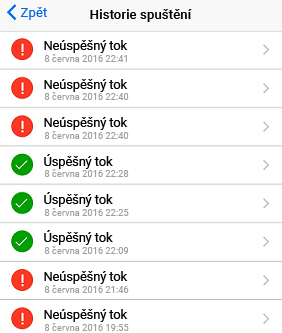 Zpět
Historie spuštění
Neúspěšný tok
8 června 2016 22:41
Neúspěšný tok
8 června 2016 22:40
Neúspěšný tok
8 června 2016 22:40
Úspěšný tok
8 června 2016 22:28
Úspěšný tok
8 června 2016 22:25
Úspěšný tok
8 června 2016 22:09
Neúspěšný tok
8 června 2016 21:46
Neúspěšný tok
8 června 2016 19:55